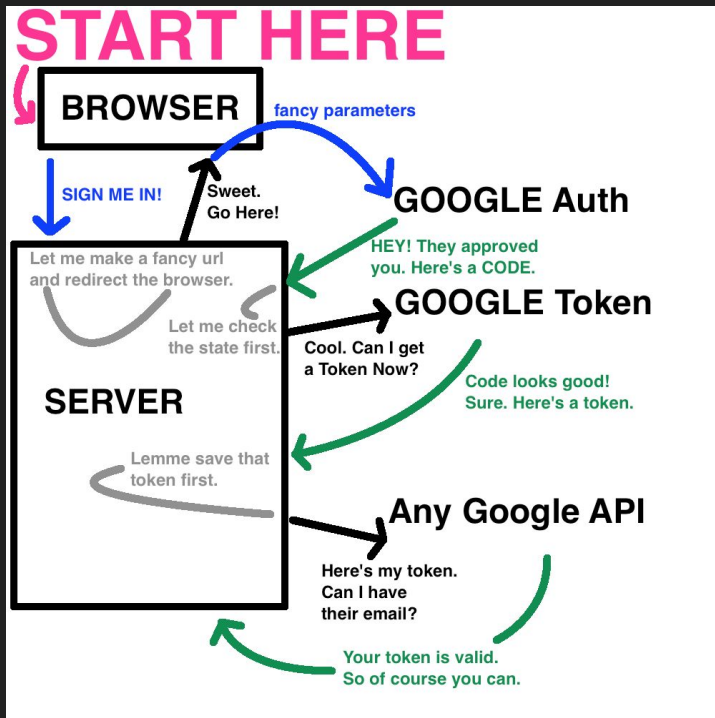 START HERE
BROWSER
fancy parameters
SIGN ME IN!
Sweet.
Go Here!
GOOGLE Auth
Let me make a fancy url
and redirect the browser.
HEY! They approved
you. Here's a CODE.
Let me check
the state first.
GOOGLE Token
Cool. Can I get
a Token Now?
Code looks good!
Sure. Here's a token.
SERVER
Lemme save that
token first.
Any Google API
Here's my token.
Can I have
their email?
Your token is valid.
So of course you can.